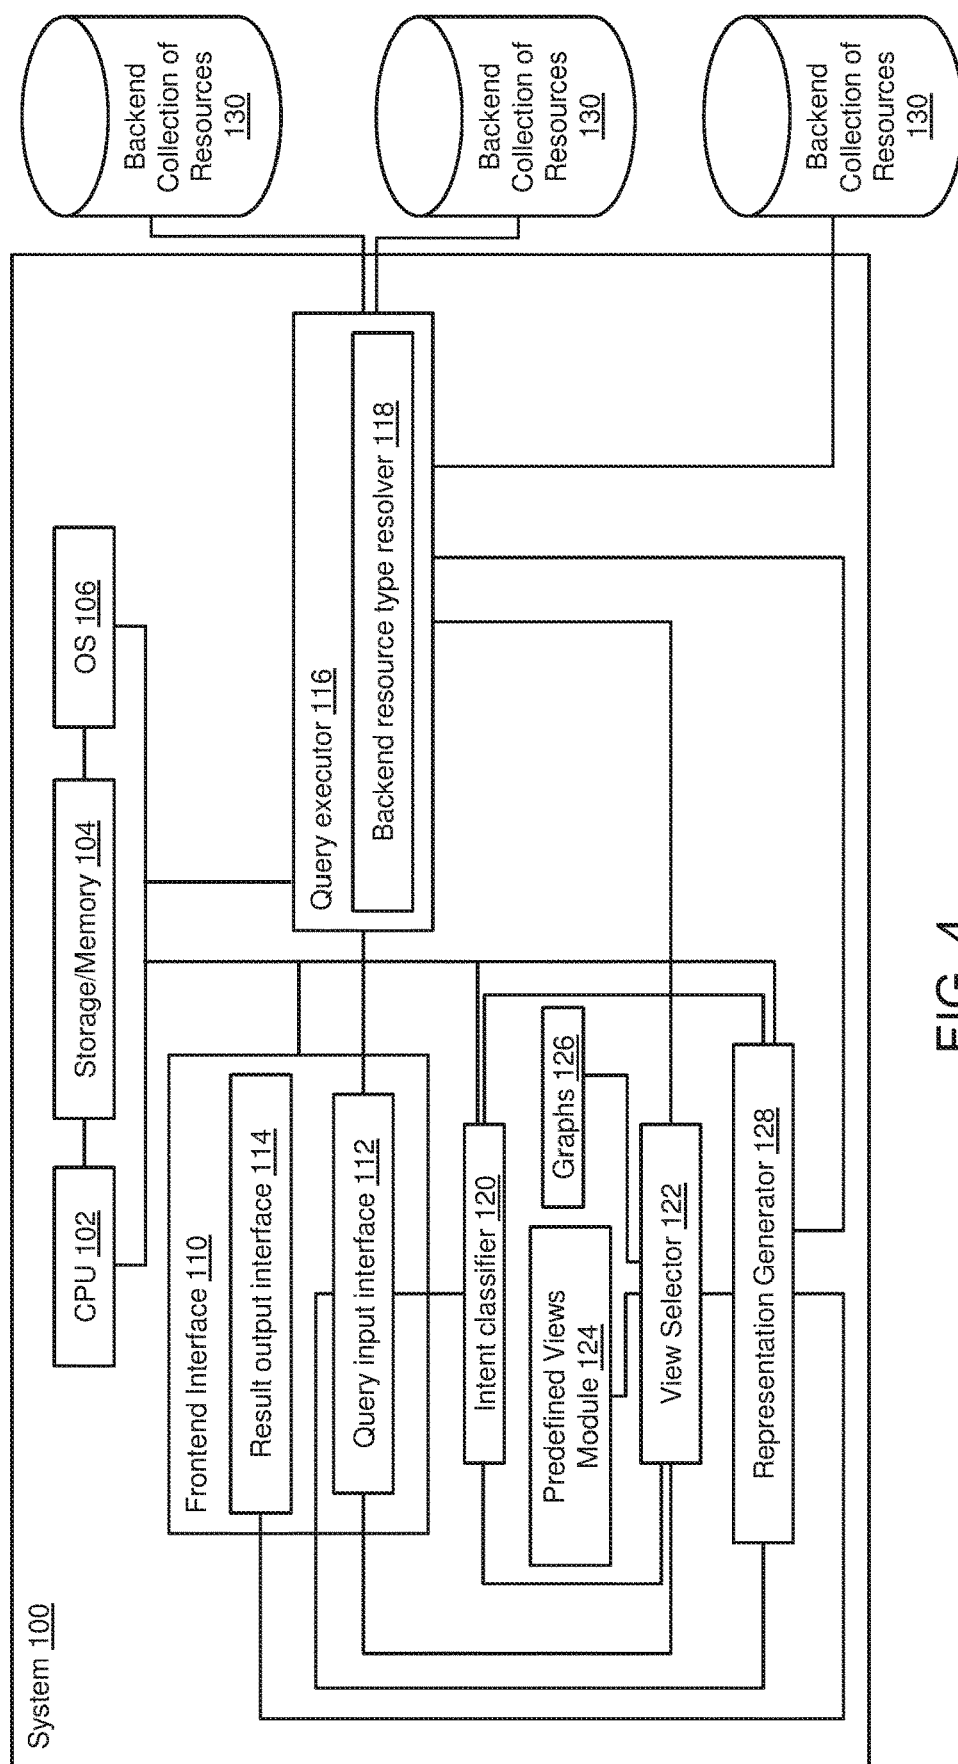 System 100
CPU 102
Storage/Memory 104
OS 106
Frontend Interface 110
Result output interface 114
Query input interface 112
Query executor 116
Backend resource type resolver 118
Intent classifier 120
Predefined Views
Module 124
Graphs 126
View Selector 122
Representation Generator 128
Backend
Collection of
Resources
130
Backend
Collection of
Resources
130
Backend
Collection of
Resources
130